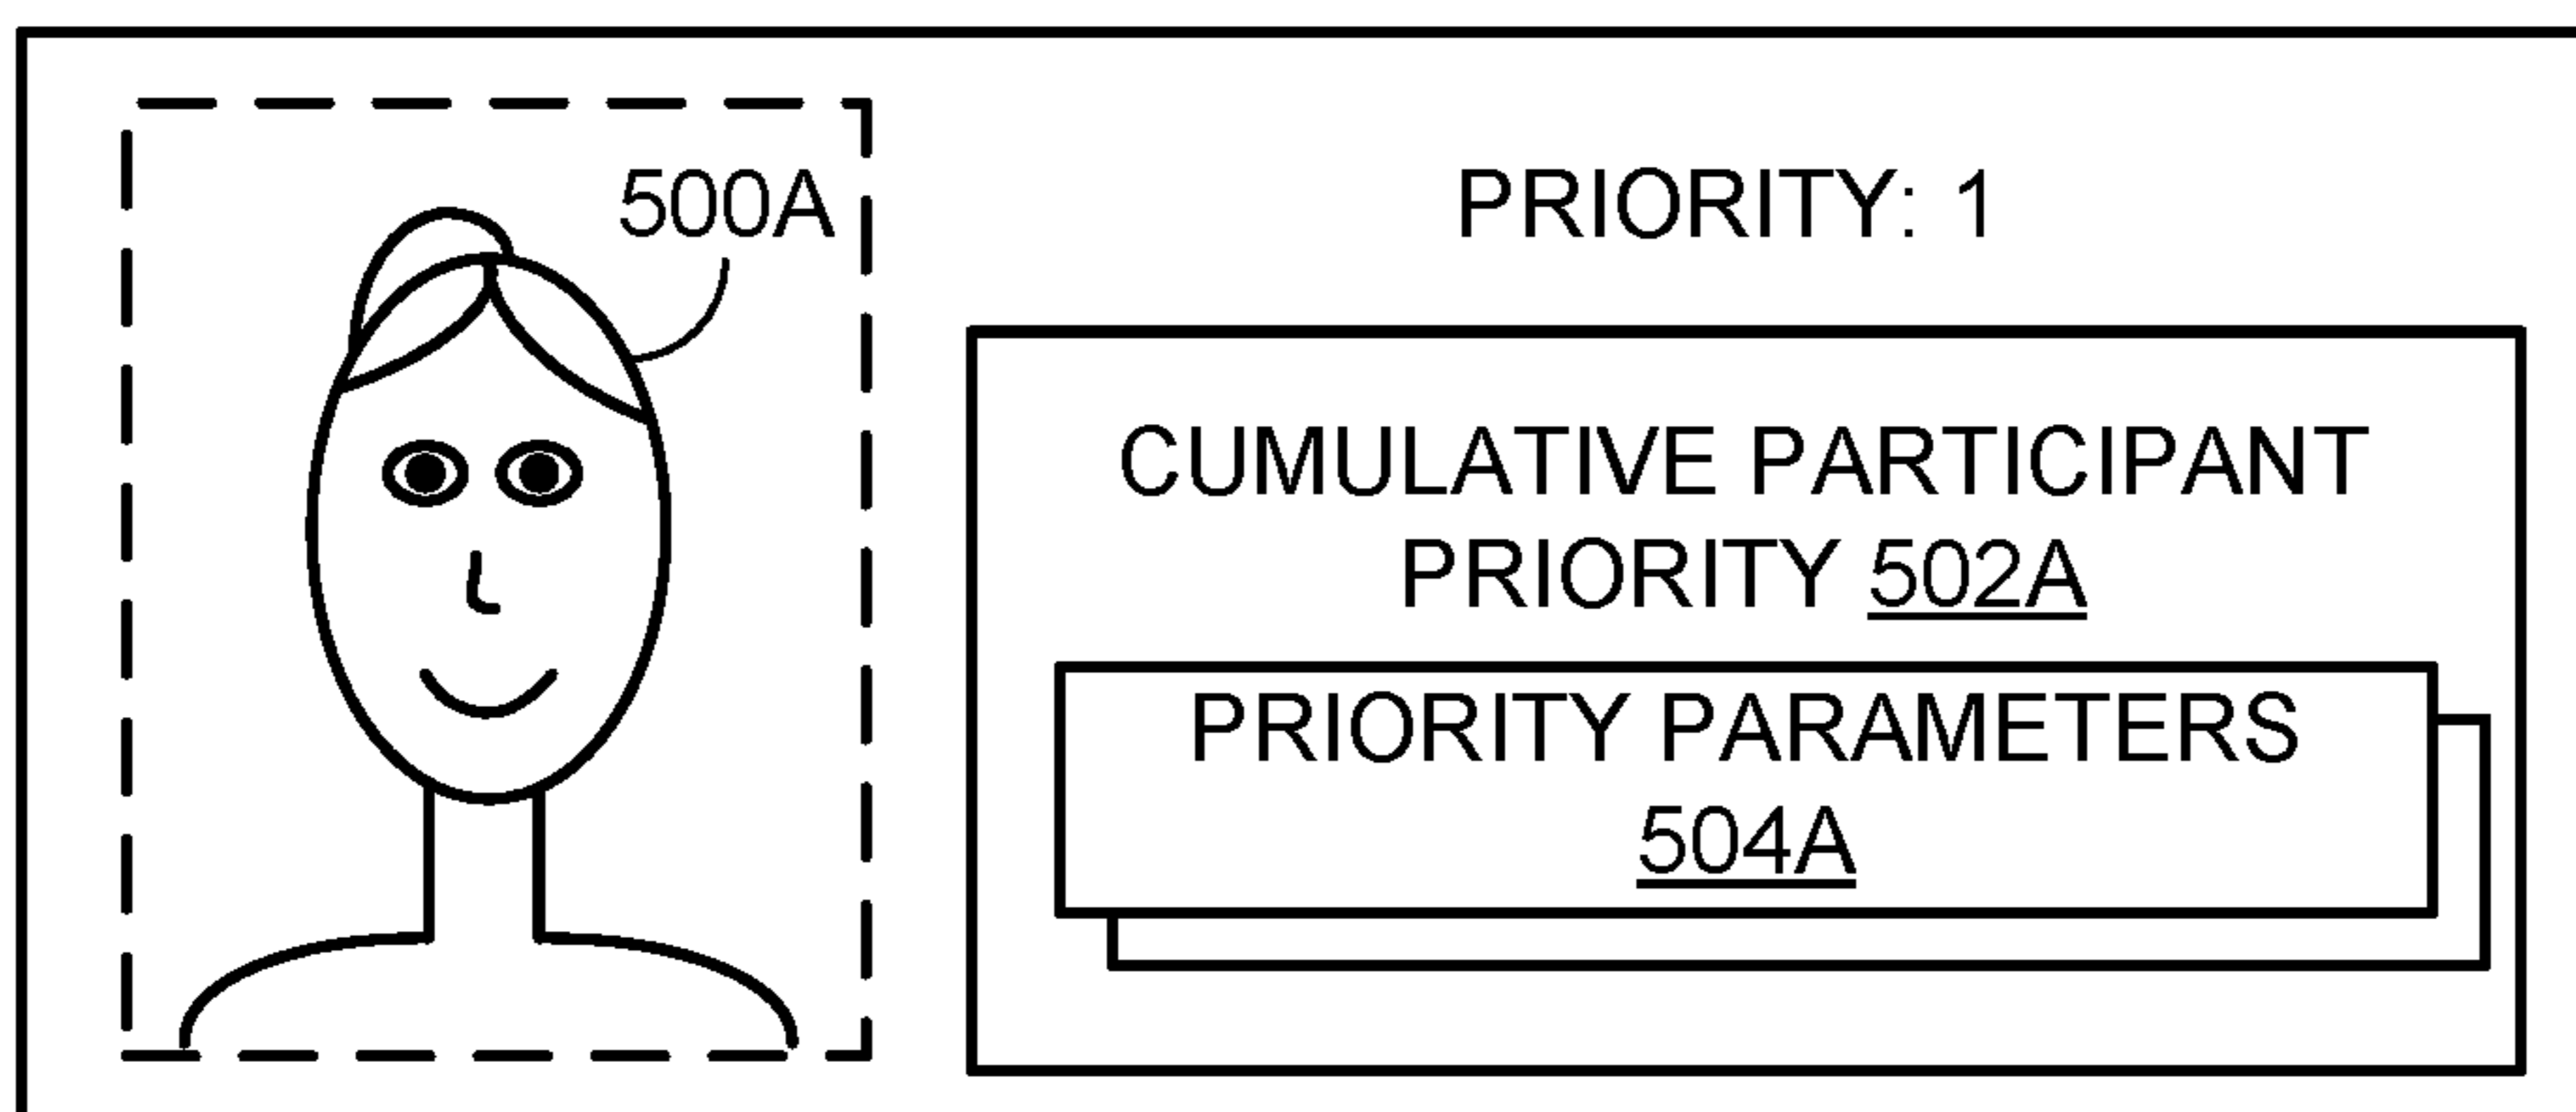 500A
PRIORITY: 1
CUMULATIVE PARTICIPANT
PRIORITY 502A
PRIORITY PARAMETERS
504A